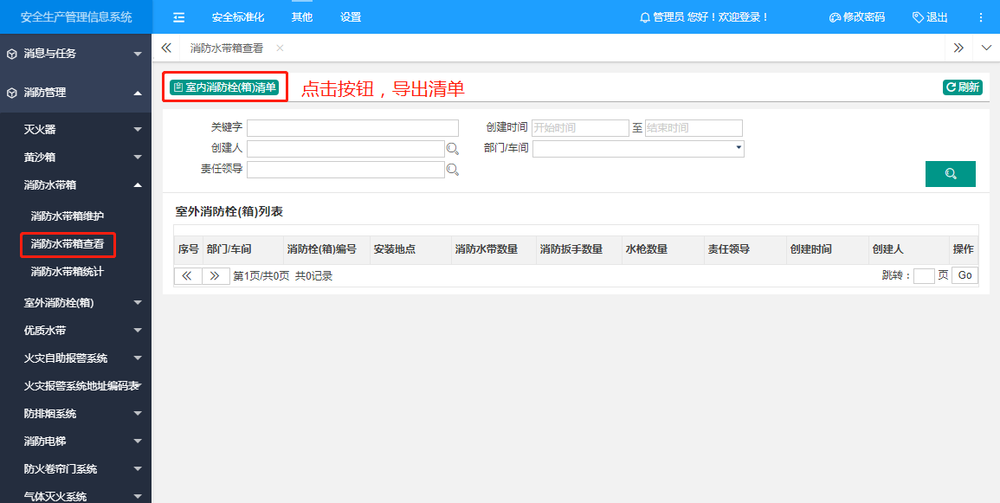 安全生产管理信息系统
安全标准化 其他 设置
管理员 您好！欢迎登录！
修改密码
退出
消息与任务
消防管理
灭火器
黄沙箱
消防水带箱
消防水带箱维护
消防水带箱查看
消防水带箱统计
室外消防栓(箱)
优质水带
火灾自助报警系统
火灾报警系统地址编码表
防排烟系统
消防电梯
防火卷帘门系统
气体灭火系统
消防水带箱查看
室内消防栓(箱)清单
点击按钮，导出清单
刷新
关键字
创建时间 开始时间 至 结束时间
创建人
部门/车间
责任领导
室外消防栓(箱)列表
序号 部门/车间 消防栓(箱)编号 安装地点 消防水带数量 消防扳手数量 水枪数量 责任领导 创建时间 创建人 操作
第1页/共0页 共0记录
跳转： 页 Go